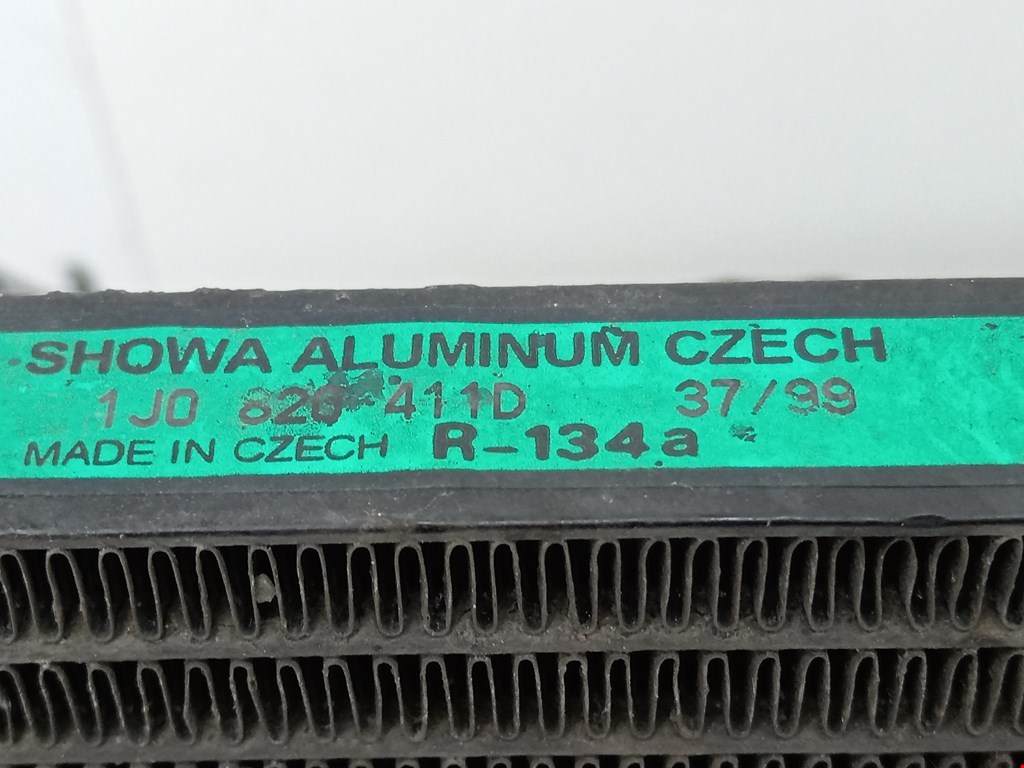 SHOWA ALUMINUM CZECH
1J0 820 411D 37/99
MADE IN CZECH R-134a